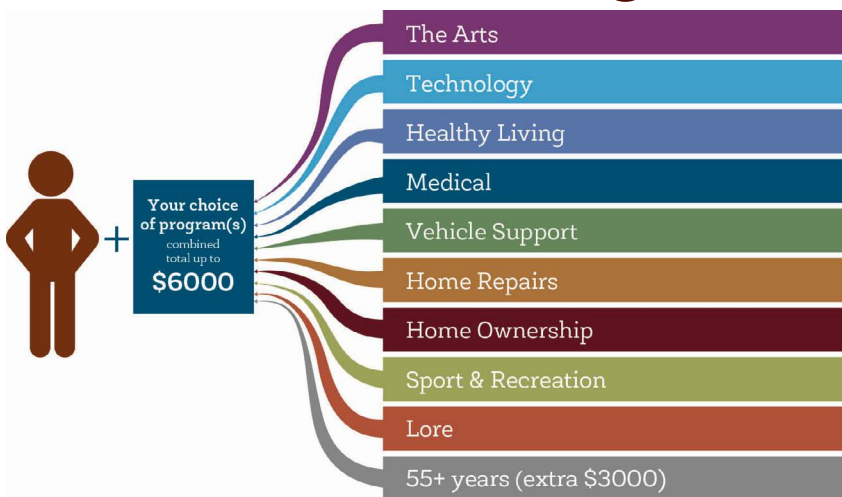 The Arts
Technology
Healthy Living
Medical
Vehicle Support
Home Repairs
Home Ownership
Sport & Recreation
Lore
55+ years (extra $3000)
+
Your choice
of program(s)
combined
total up to
$6000